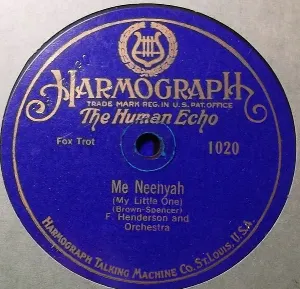 HARMOGRAPH
TRADE MARK REG. IN U.S. PAT. OFFICE
The Human Echo
Fox Trot
1020
Me Neenyah
(My Little One)
(Brown-Spencer)
F. Henderson and
Orchestra
HARMOGRAPH TALKING MACHINE CO. ST. LOUIS, U.S.A.